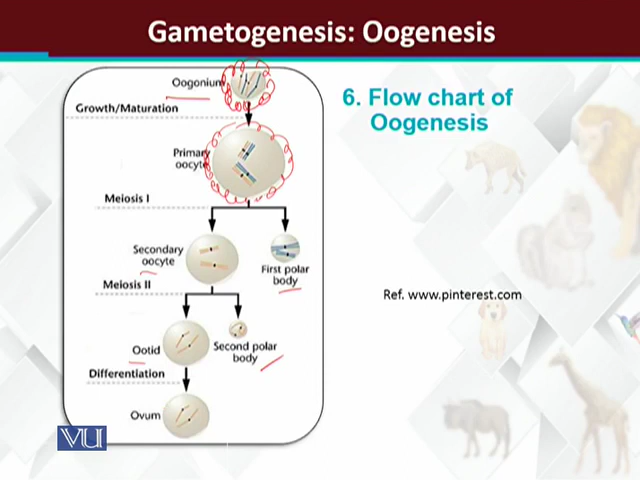 Gametogenesis: Oogenesis
Oogonium
Growth/Maturation
Primary
oocyte
Meiosis I
Secondary
oocyte
First polar
body
Meiosis II
Ootid
Second polar
body
Differentiation
Ovum
6. Flow chart of
Oogenesis
Ref. www.pinterest.com
VU